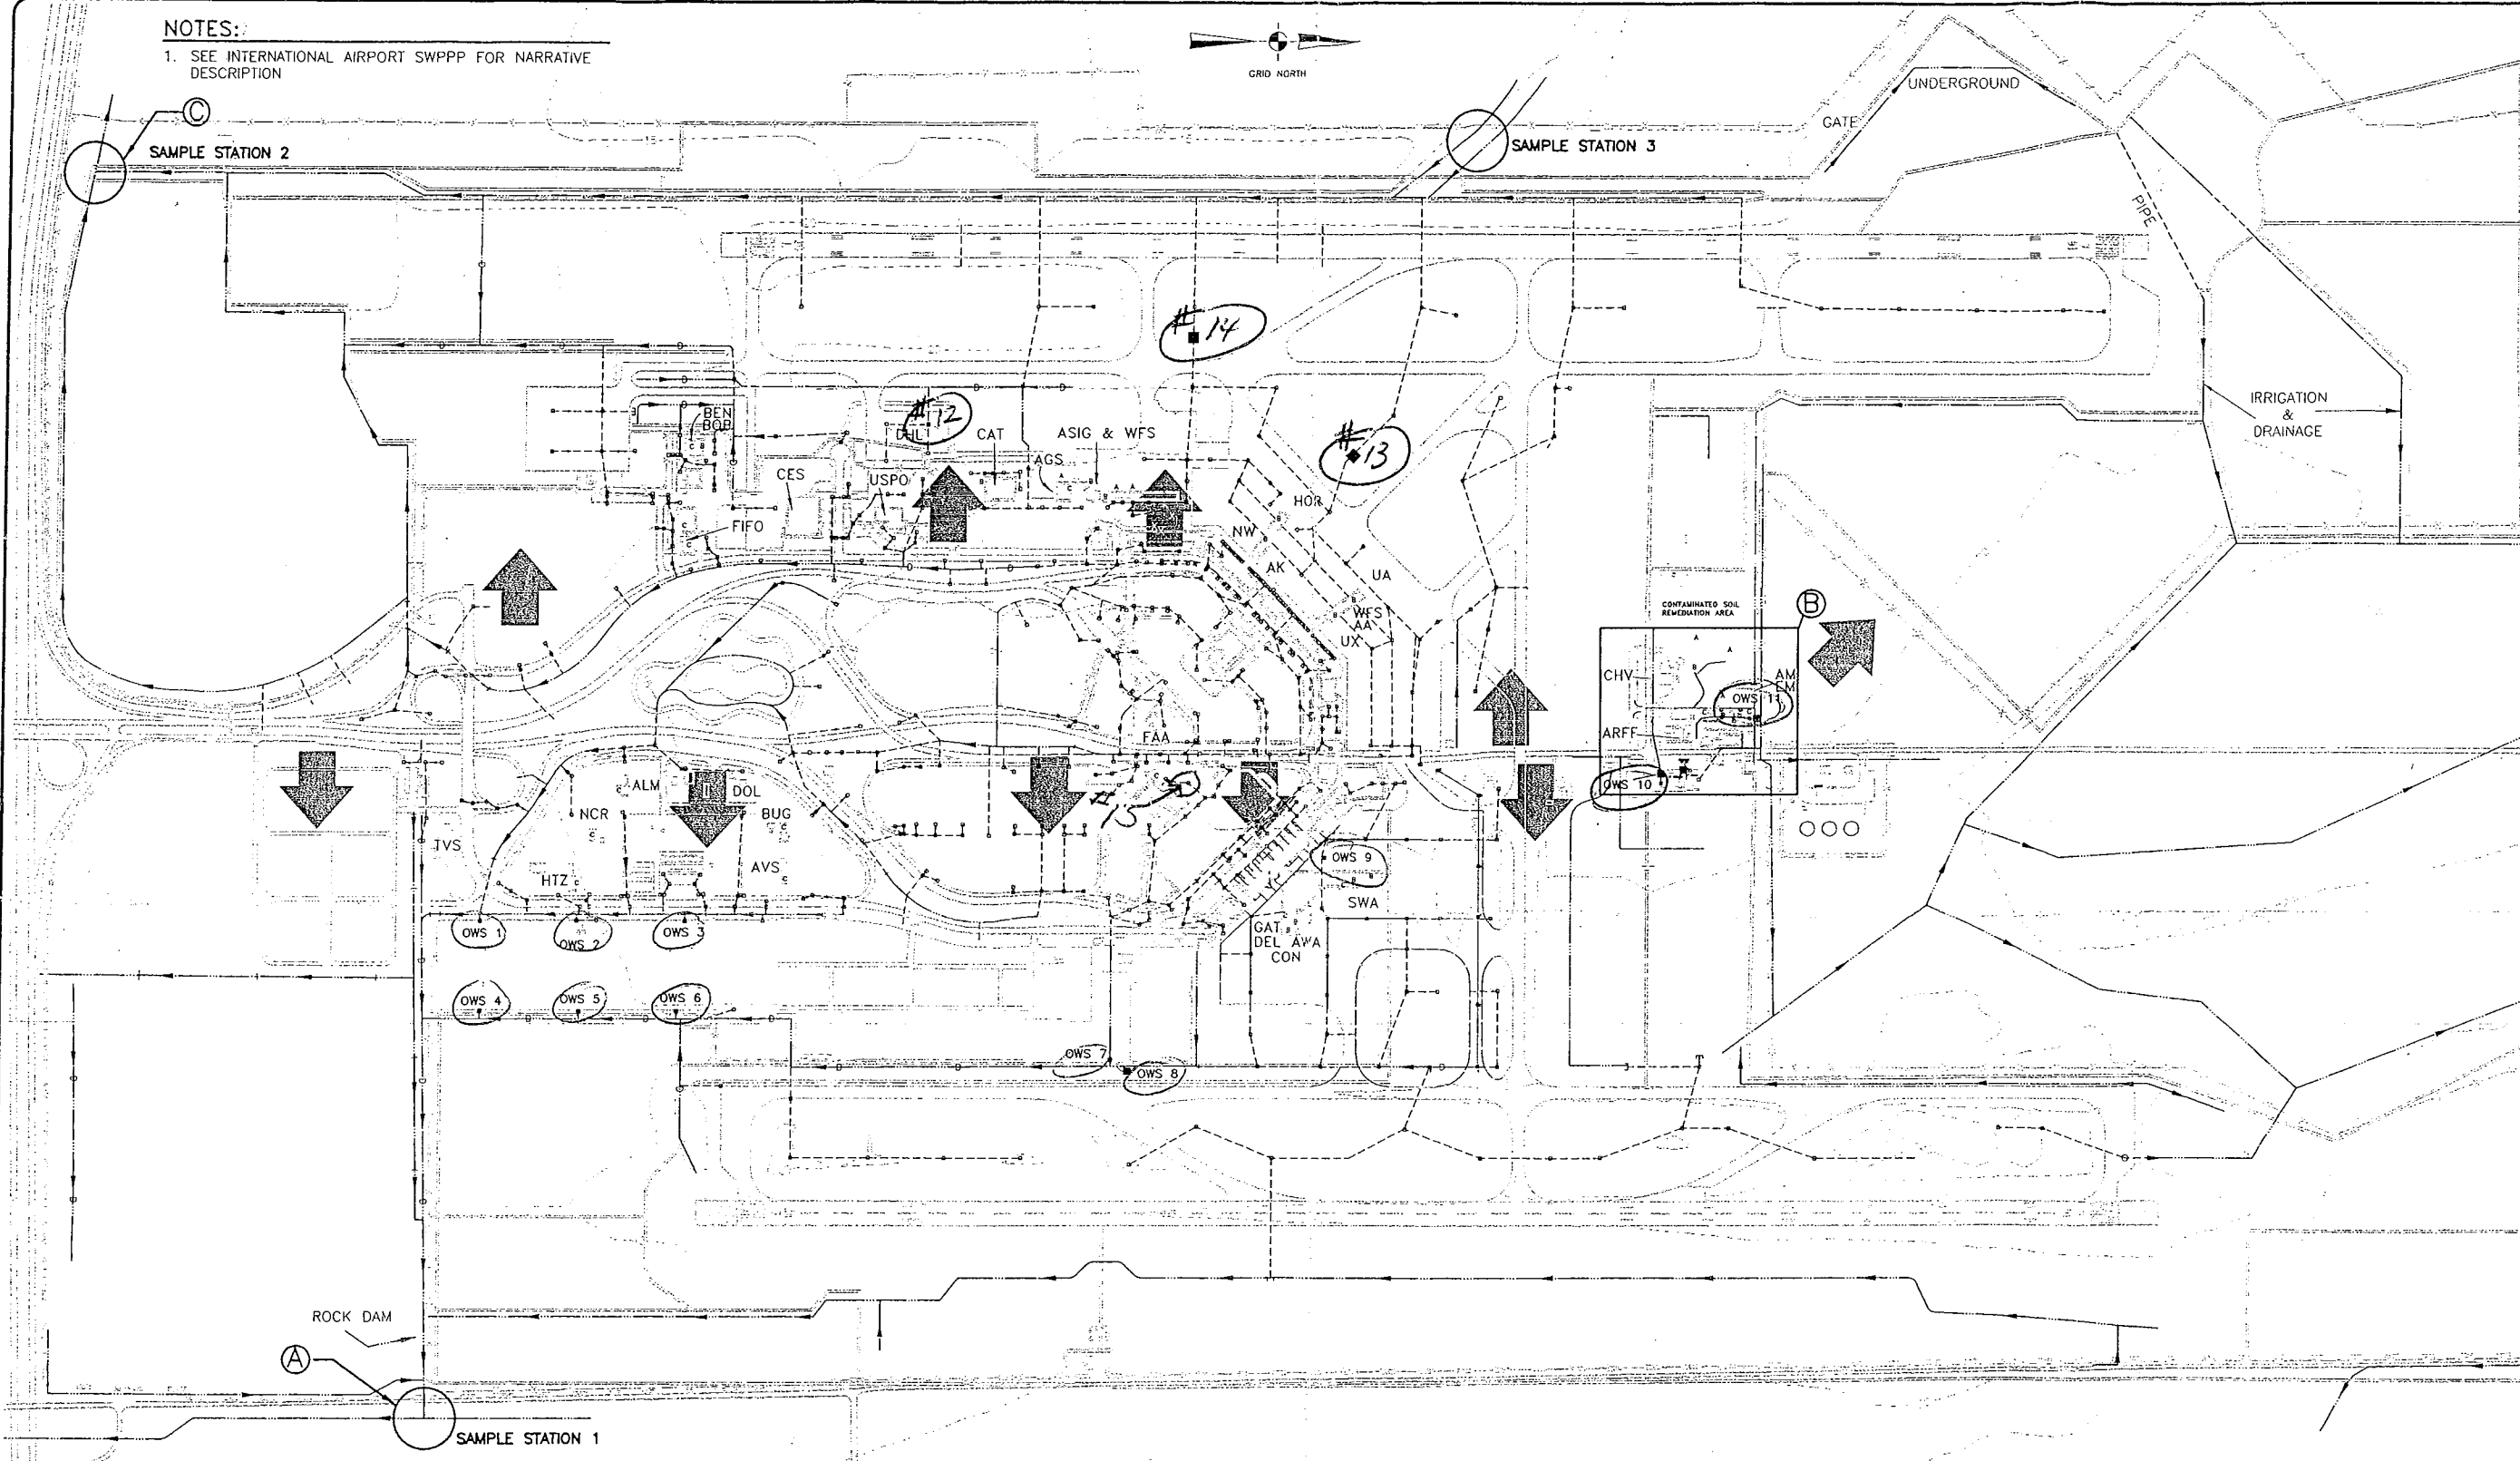 NOTES:
1. SEE INTERNATIONAL AIRPORT SWPPP FOR NARRATIVE
DESCRIPTION
GRID NORTH
C
SAMPLE STATION 2
SAMPLE STATION 3
UNDERGROUND
GATE
PIPE
IRRIGATION
&
DRAINAGE
#14
#12
#13
BEN
BOB
DHL
CAT
ASIG & WFS
AGS
CES
USPO
FIFO
HOR
NW
AK
UA
WFS
AA
UX
CONTAMINATED SOIL
REMEDIATION AREA
B
CHV
AM
EM
OWS 11
ARFF
OWS 10
FAA
#15
ALM
DOL
NCR
BUG
TVS
HTZ
AVS
OWS 9
SWA
GAT
DEL AWA
CON
OWS 1
OWS 2
OWS 3
OWS 4
OWS 5
OWS 6
OWS 7
OWS 8
ROCK DAM
A
SAMPLE STATION 1